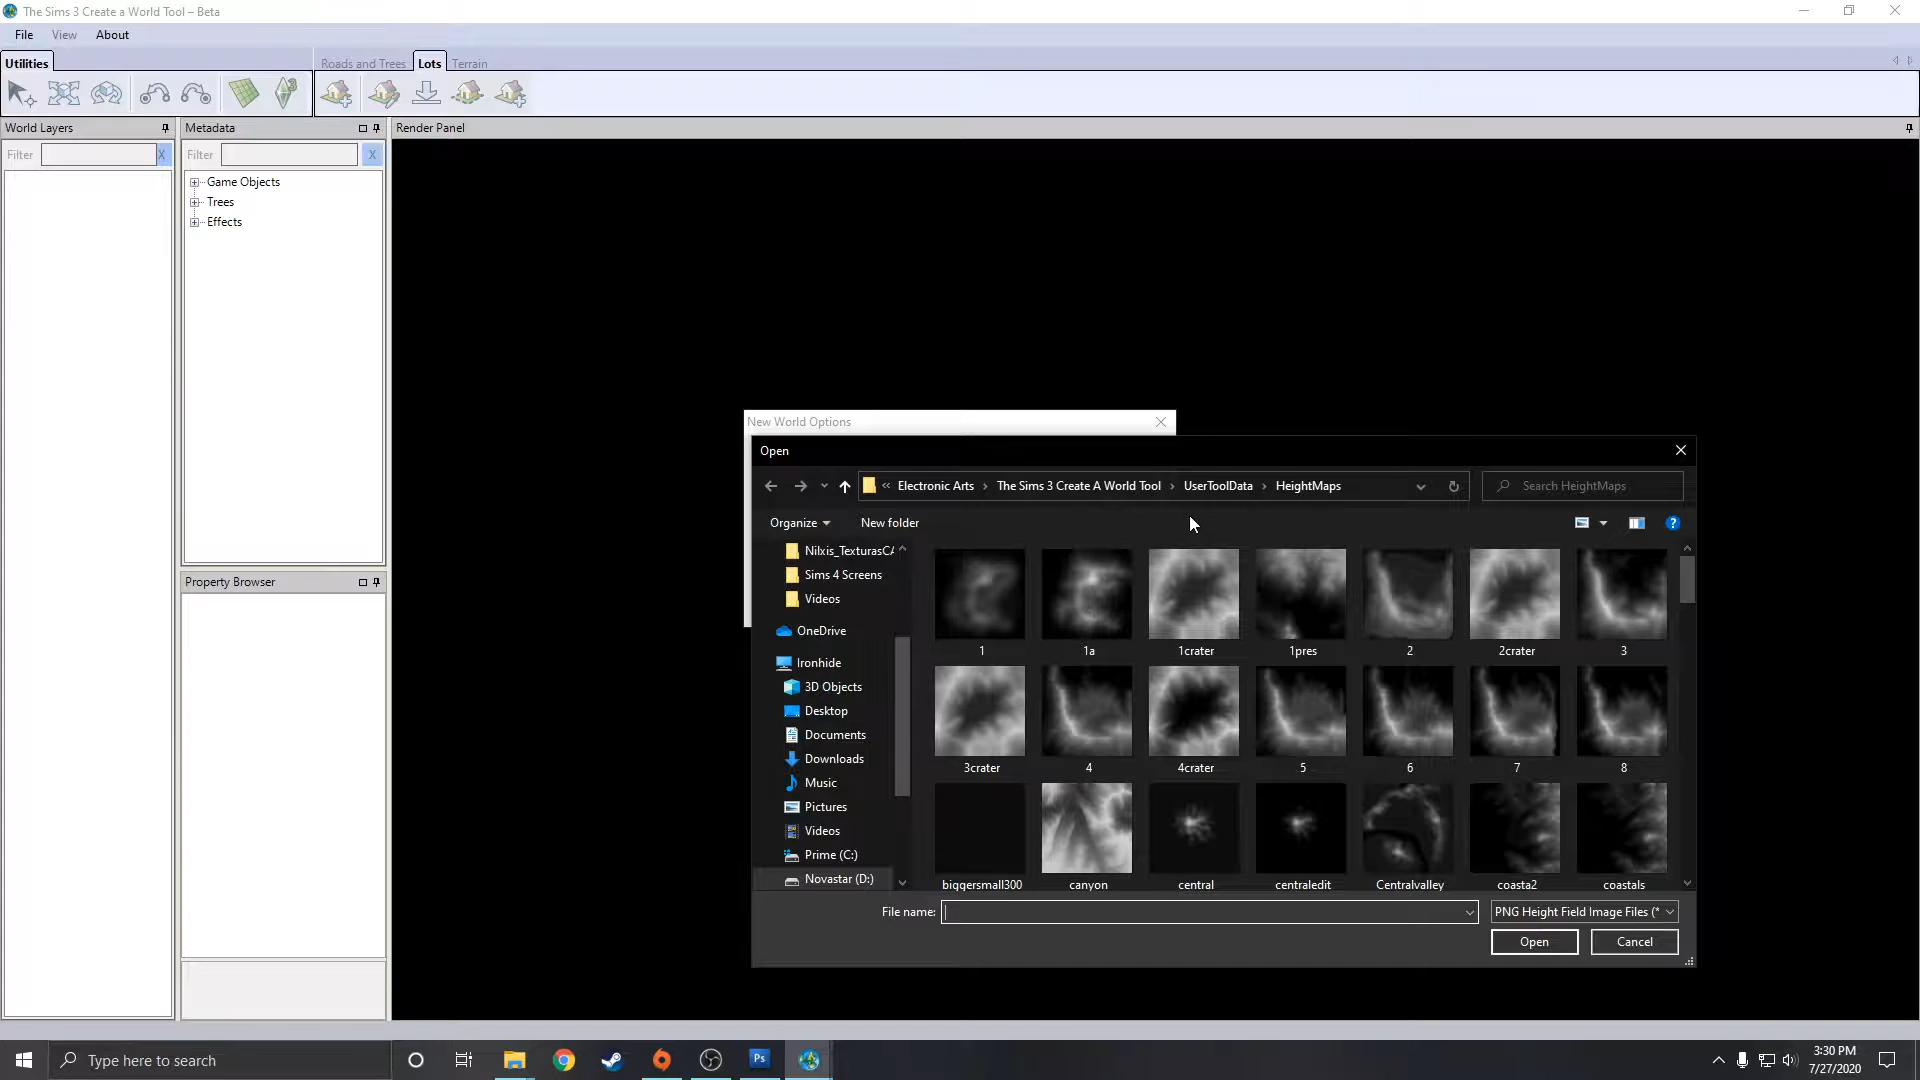 The Sims 3 Create a World Tool – Beta
File View About
Utilities
Roads and Trees Lots Terrain
World Layers
Metadata
Render Panel
Filter X
Filter X
Game Objects
Trees
Effects
Property Browser
New World Options
Open
« Electronic Arts › The Sims 3 Create A World Tool › UserToolData › HeightMaps
Search HeightMaps
Organize New folder
Nilxis_TexturasCA
Sims 4 Screens
Videos
OneDrive
Ironhide
3D Objects
Desktop
Documents
Downloads
Music
Pictures
Videos
Prime (C:)
Novastar (D:)
1 1a 1crater 1pres 2 2crater 3
3crater 4 4crater 5 6 7 8
biggersmall300 canyon central centraledit Centralvalley coasta2 coastals
File name:
PNG Height Field Image Files (*
Open Cancel
Type here to search
Ps
3:30 PM
7/27/2020